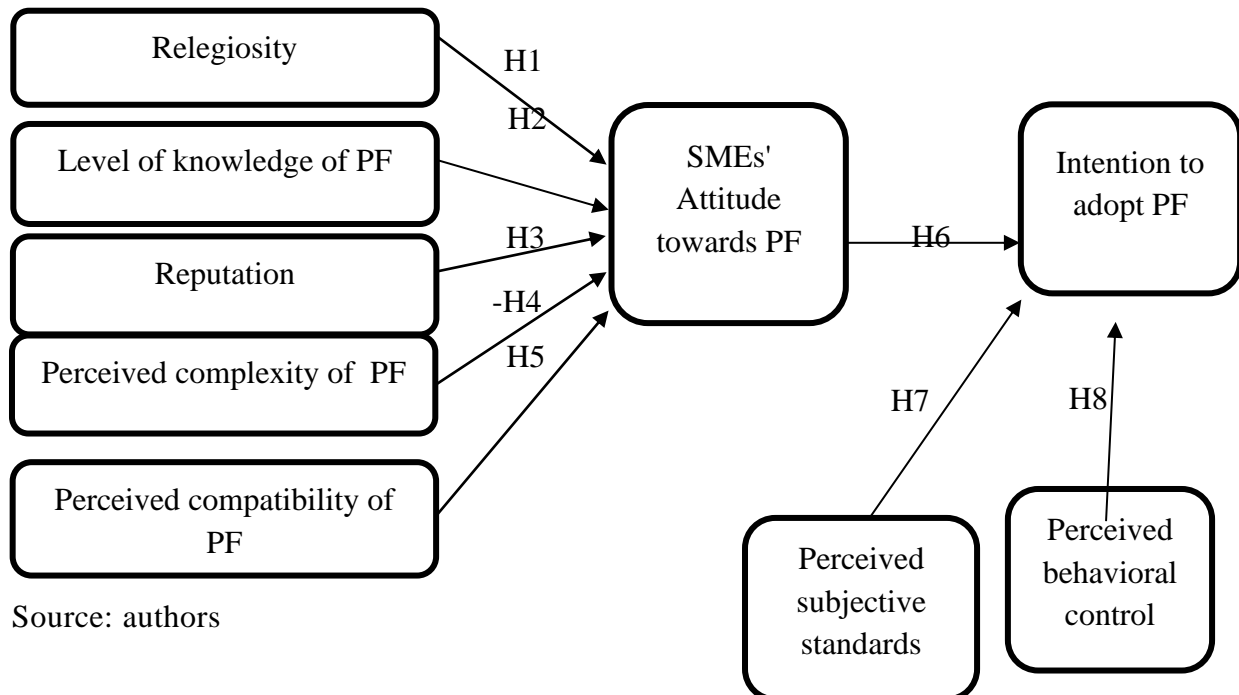 Relegiosity
H1
H2
Level of knowledge of PF
H3
Reputation
-H4
Perceived complexity of  PF
H5
Perceived compatibility of
PF
SMEs'
Attitude
towards PF
H6
Intention to
adopt PF
H7
H8
Perceived
subjective
standards
Perceived
behavioral
control
Source: authors